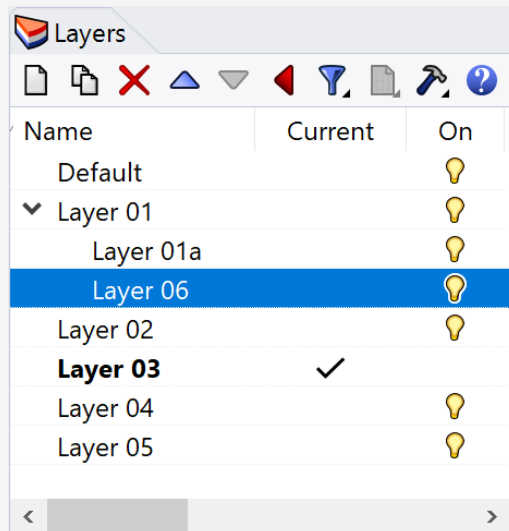 Layers
Name Current On
Default
Layer 01
Layer 01a
Layer 06
Layer 02
Layer 03
Layer 04
Layer 05